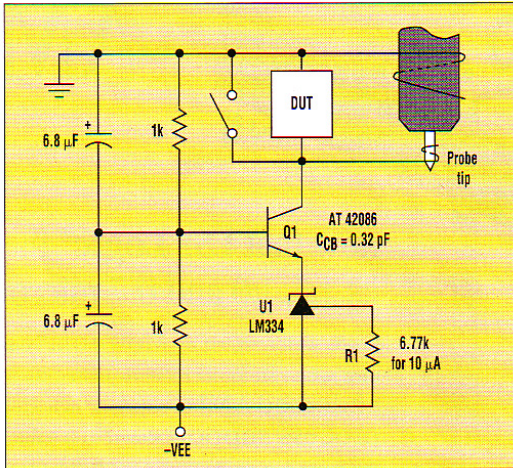 DUT
1k
6.8 µF
+
Probe
tip
Q1
AT 42086
C_CB = 0.32 pF
1k
6.8 µF
+
U1
LM334
R1
6.77k
for 10 µA
–VEE